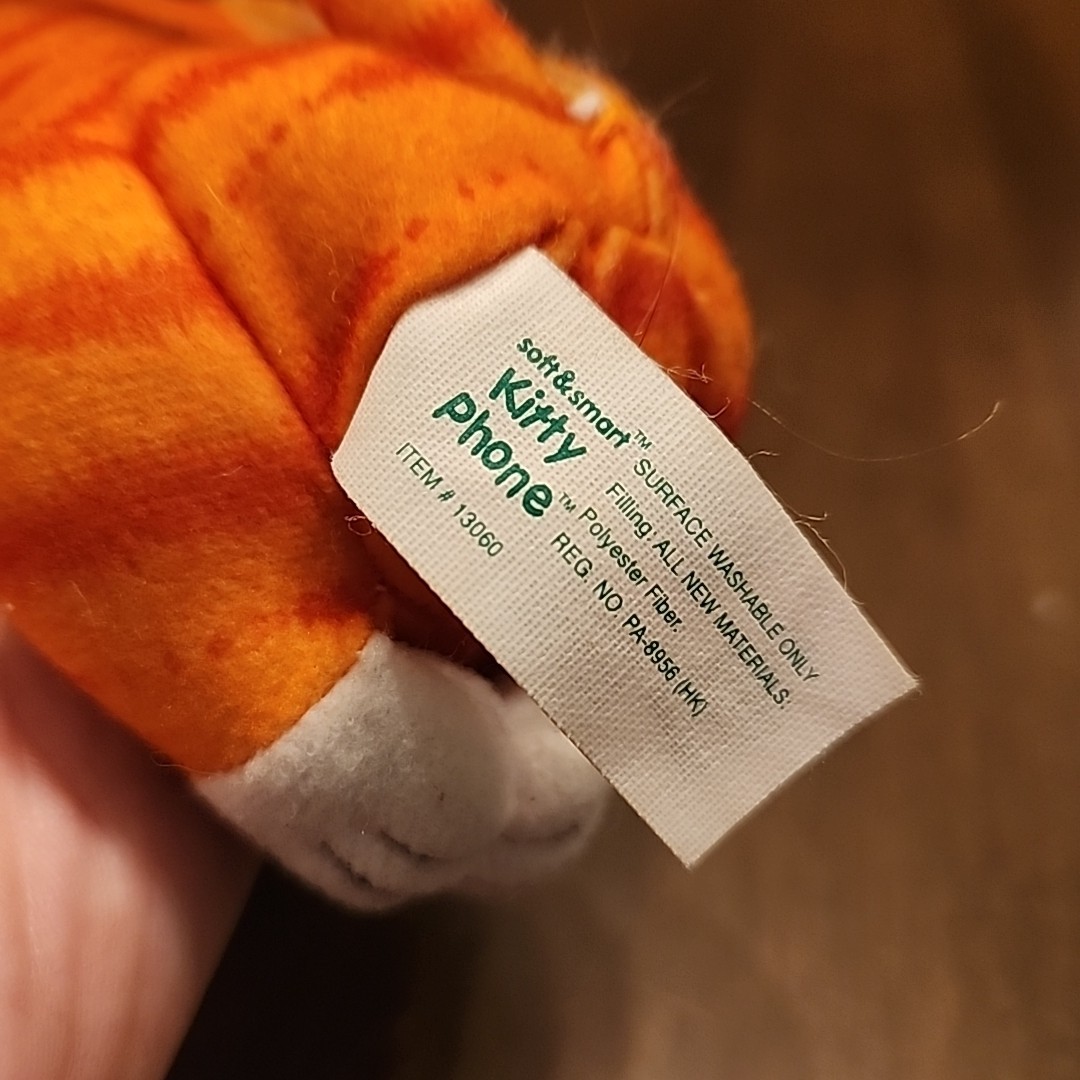 soft&smart™
Kitty
Phone™
ITEM # 13060
SURFACE WASHABLE ONLY
Filling: ALL NEW MATERIALS:
Polyester Fiber.
REG. NO. PA-8956 (HK)